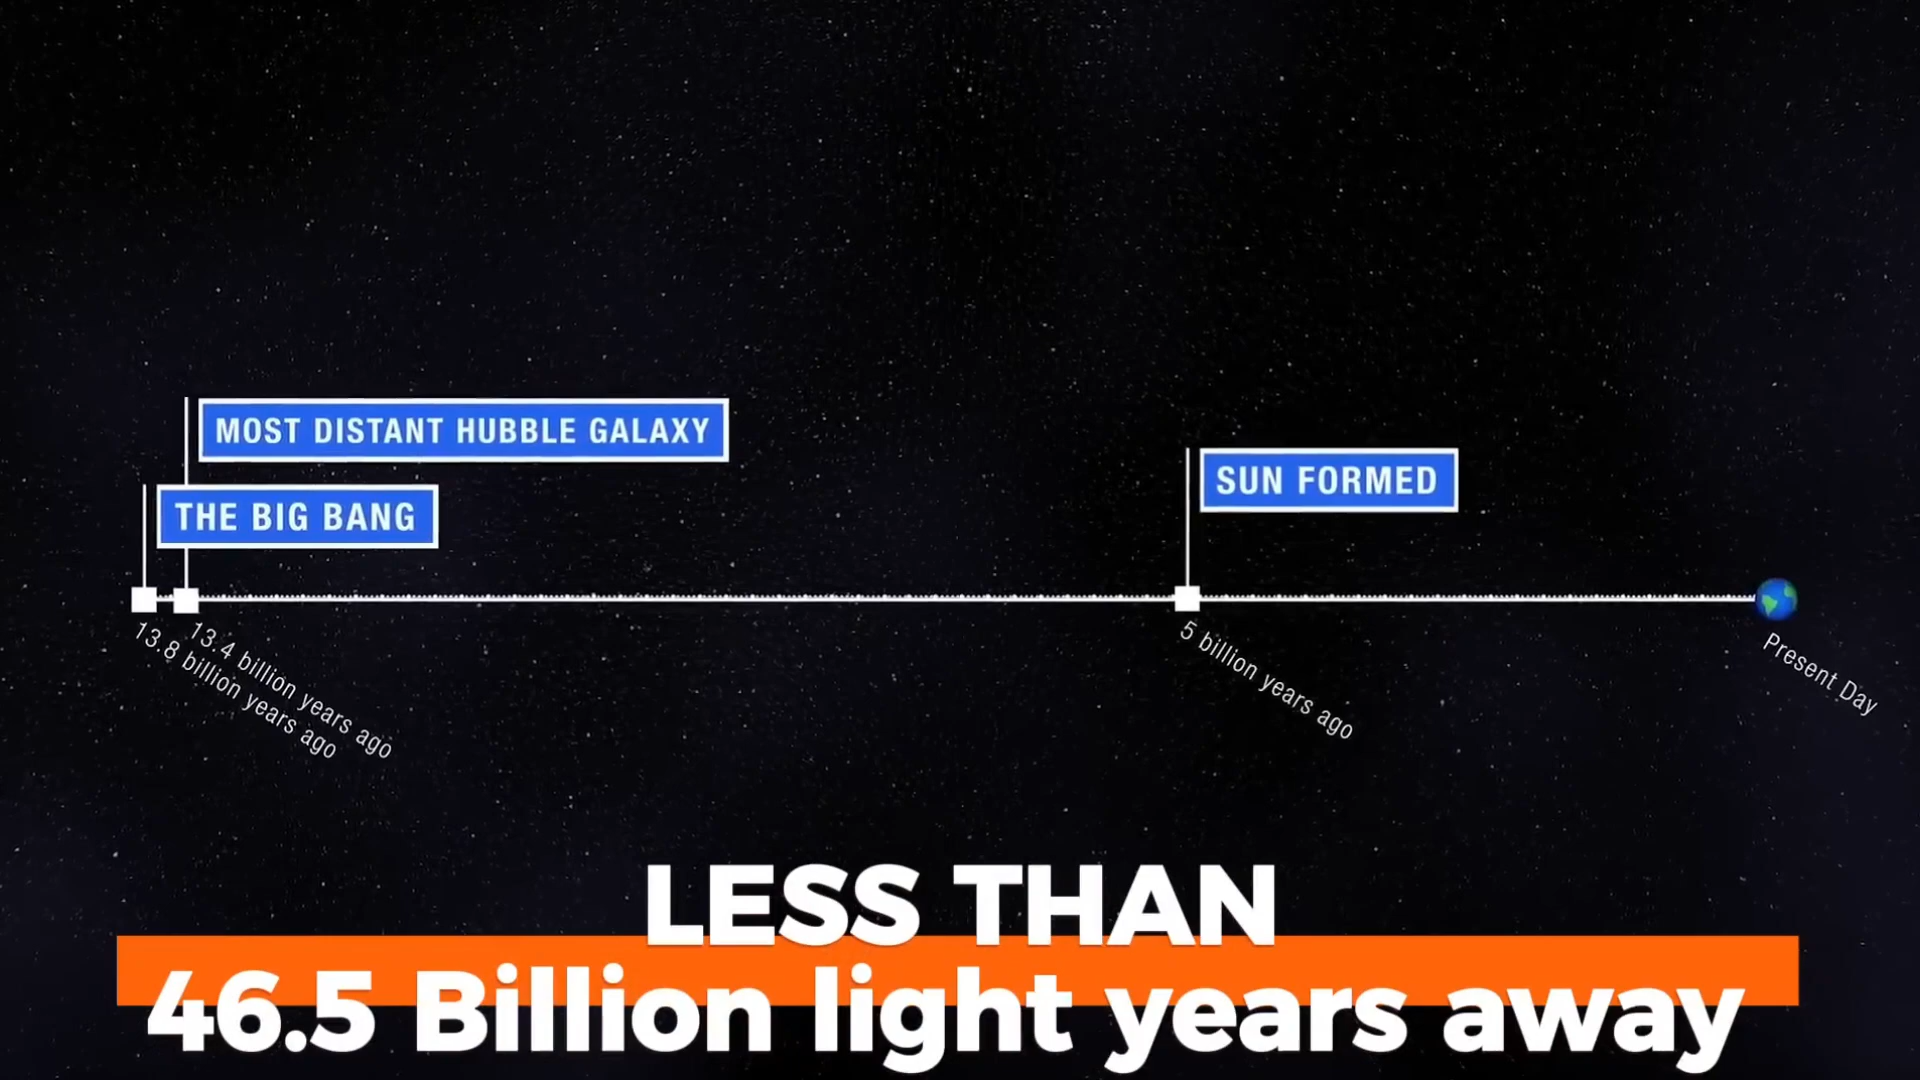 MOST DISTANT HUBBLE GALAXY
THE BIG BANG
SUN FORMED
13.8 billion years ago
13.4 billion years ago
5 billion years ago
Present Day
LESS THAN
46.5 Billion light years away